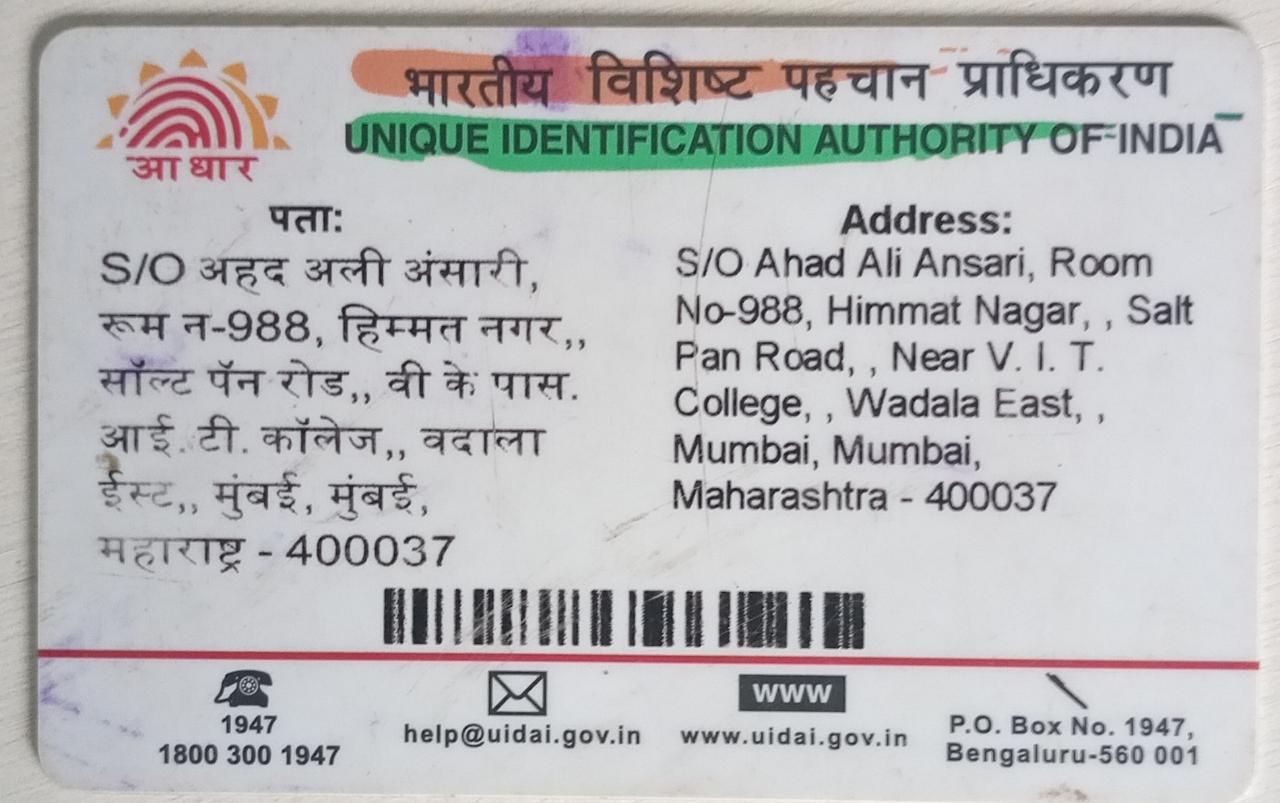 भारतीय विशिष्ट पहचान प्राधिकरण
UNIQUE IDENTIFICATION AUTHORITY OF INDIA
आधार
पता:
S/O अहद अली अंसारी,
रूम न-988, हिम्मत नगर,,
सॉल्ट पॅन रोड,, वी के पास.
आई. टी. कॉलेज,, वदाला
ईस्ट,, मुंबई, मुंबई,
महाराष्ट्र - 400037
Address:
S/O Ahad Ali Ansari, Room
No-988, Himmat Nagar, , Salt
Pan Road, , Near V. I. T.
College, , Wadala East, ,
Mumbai, Mumbai,
Maharashtra - 400037
1947
1800 300 1947
help@uidai.gov.in
www
www.uidai.gov.in
P.O. Box No. 1947,
Bengaluru-560 001